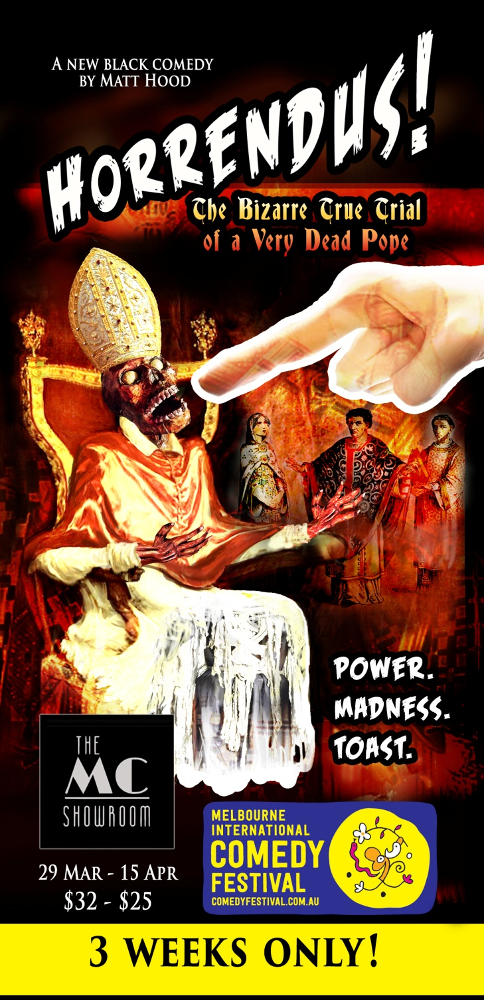 A NEW BLACK COMEDY
BY MATT HOOD
HORRENDUS!
The Bizarre True Trial
of a Very Dead Pope
POWER.
MADNESS.
TOAST.
THE
MC
SHOWROOM
29 MAR - 15 APR
$32 - $25
MELBOURNE
INTERNATIONAL
COMEDY
FESTIVAL
COMEDYFESTIVAL.COM.AU
3 WEEKS ONLY!